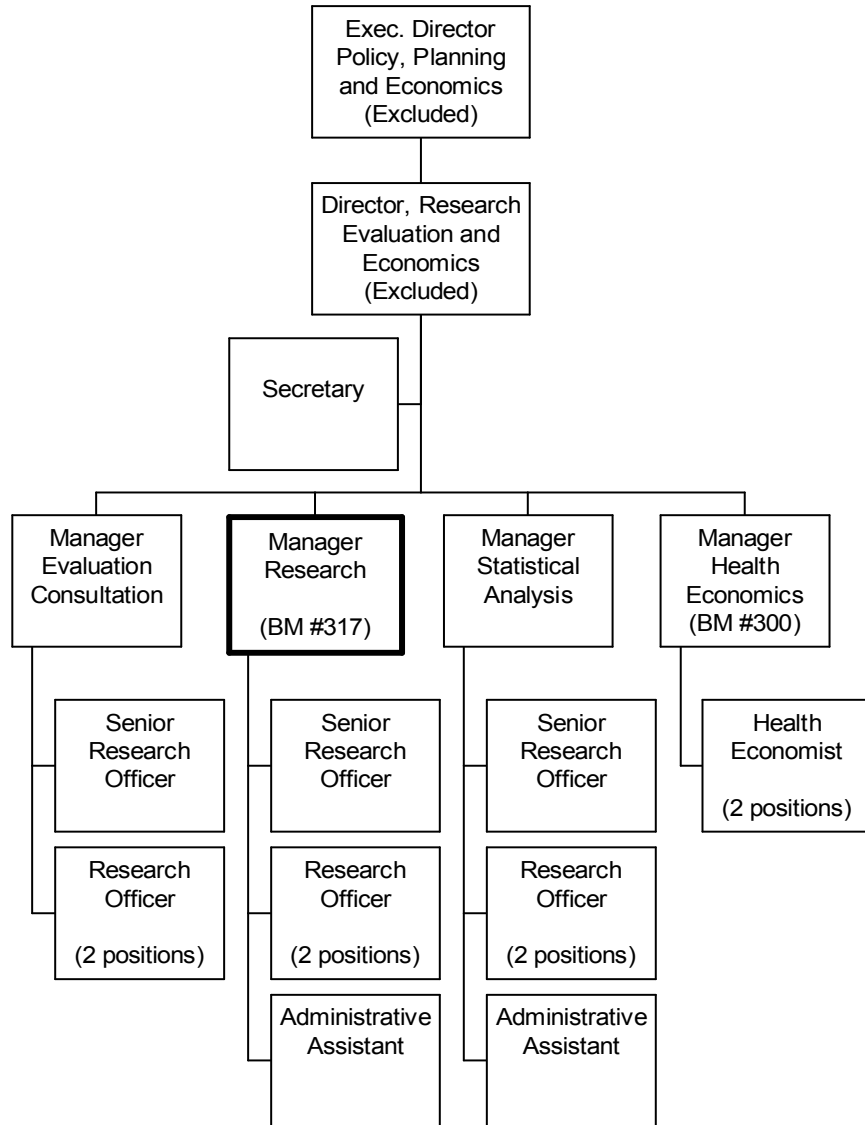 Exec. Director
Policy, Planning
and Economics
(Excluded)
Director, Research
Evaluation and
Economics
(Excluded)
Secretary
Manager
Evaluation
Consultation
Manager
Research
(BM #317)
Manager
Statistical
Analysis
Manager
Health
Economics
(BM #300)
Senior
Research
Officer
Senior
Research
Officer
Senior
Research
Officer
Health
Economist
(2 positions)
Research
Officer
(2 positions)
Research
Officer
(2 positions)
Research
Officer
(2 positions)
Administrative
Assistant
Administrative
Assistant